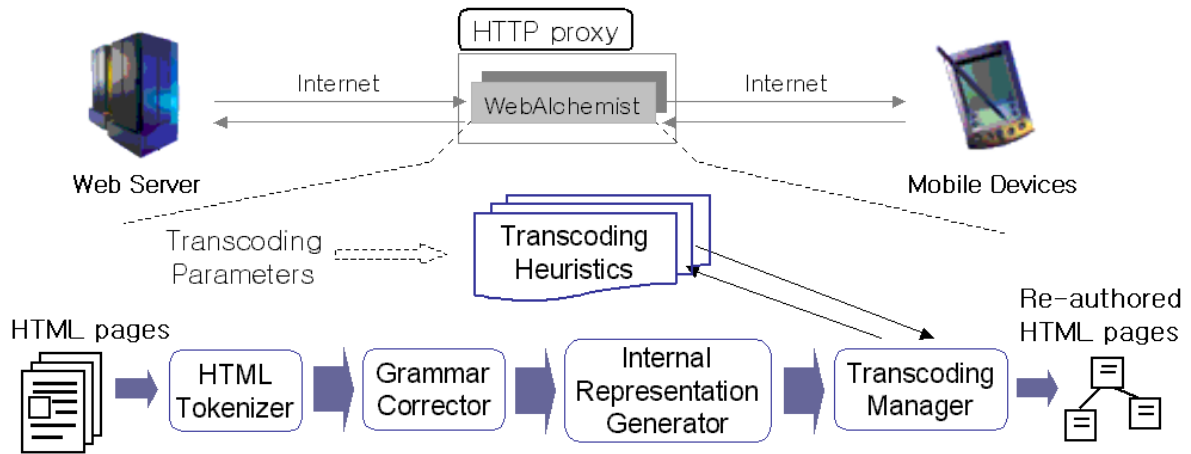 HTTP proxy
Internet
Internet
WebAlchemist
Web Server
Mobile Devices
Transcoding
Parameters
Transcoding
Heuristics
HTML pages
Re-authored
HTML pages
HTML
Tokenizer
Grammar
Corrector
Internal
Representation
Generator
Transcoding
Manager